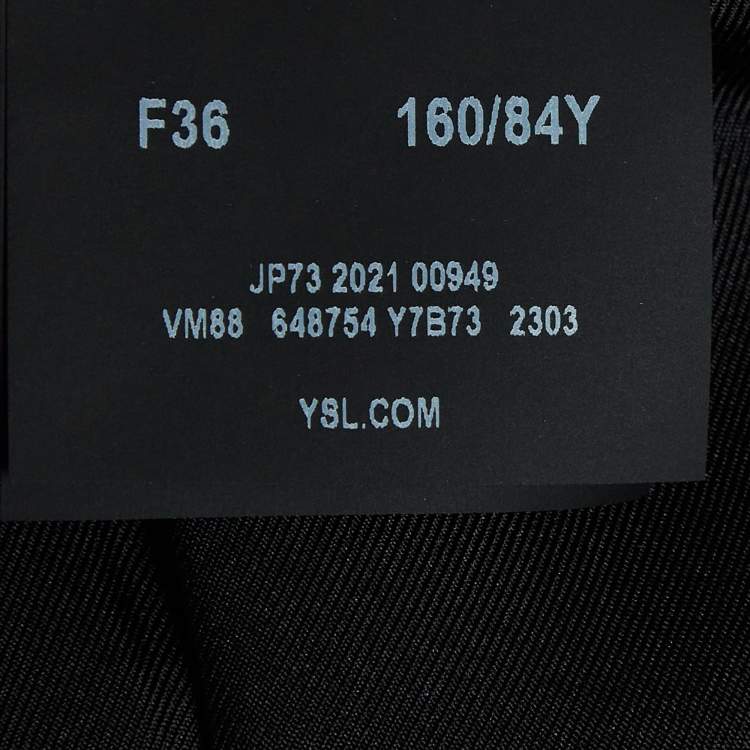 F36 160/84Y
JP73 2021 00949
VM88 648754 Y7B73 2303
YSL.COM